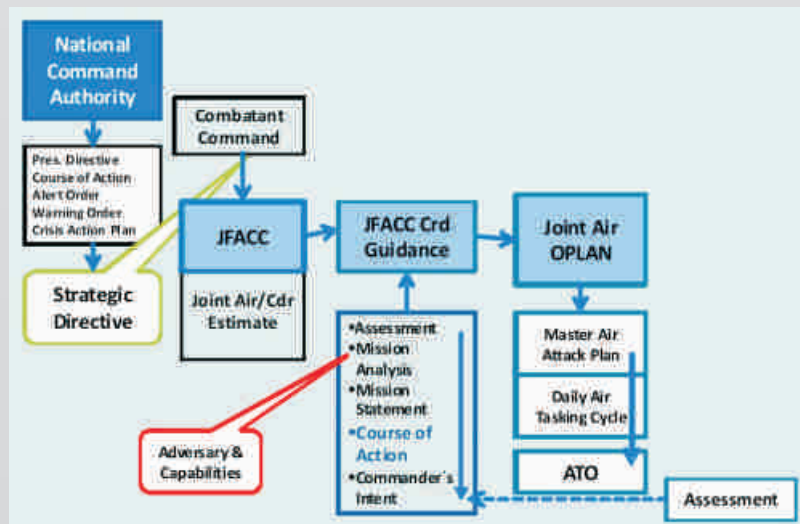 National
Command
Authority
Pres. Directive
Course of Action
Alert Order
Warning Order
Crisis Action Plan
Strategic
Directive
Combatant
Command
JFACC
Joint Air/Cdr
Estimate
JFACC Crd
Guidance
•Assessment
•Mission
Analysis
•Mission
Statement
•Course of
Action
•Commander´s
Intent
Adversary &
Capabilities
Joint Air
OPLAN
Master Air
Attack Plan
Daily Air
Tasking Cycle
ATO
Assessment